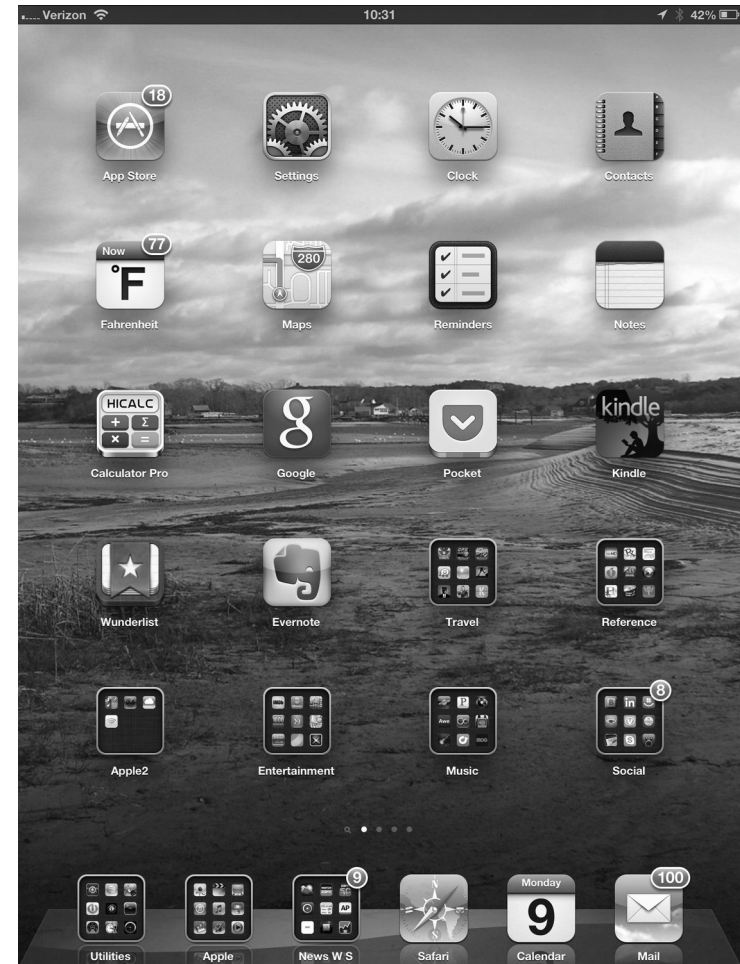 Verizon 10:31 42%
18
App Store Settings Clock Contacts
Now 77 280
°F
Fahrenheit Maps Reminders Notes
HICALC g kindle
+ Σ
× =
Calculator Pro Google Pocket Kindle
Wunderlist Evernote Travel Reference
8
in
P
Awe
V
S
X
Apple2 Entertainment Music Social
9 Monday 100
AP 9
N
Utilities Apple News W S Safari Calendar Mail